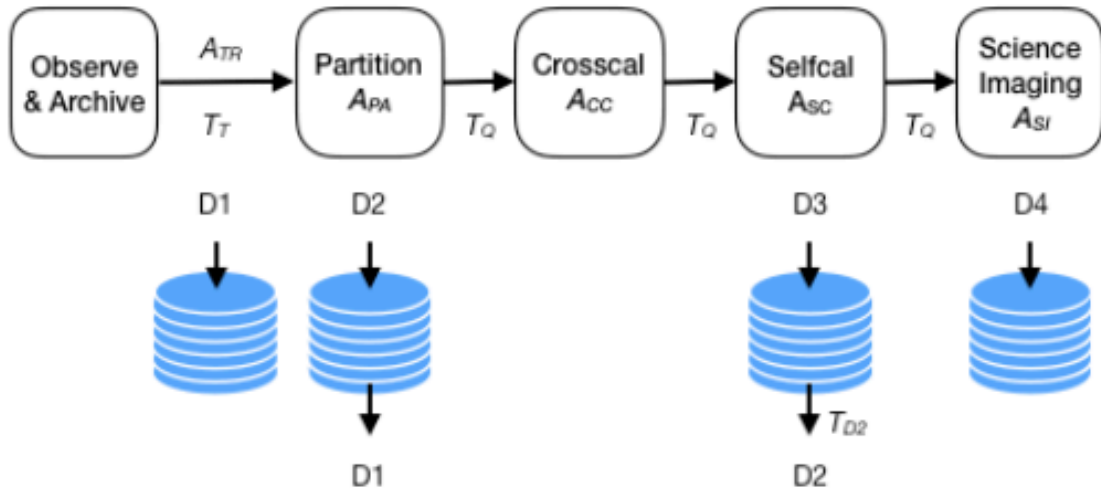 Observe
& Archive
A_TR
T_T
Partition
A_PA
T_Q
Crosscal
A_CC
T_Q
Selfcal
A_SC
T_Q
Science
Imaging
A_SI
D1
D2
D3
D4
D1
T_D2
D2